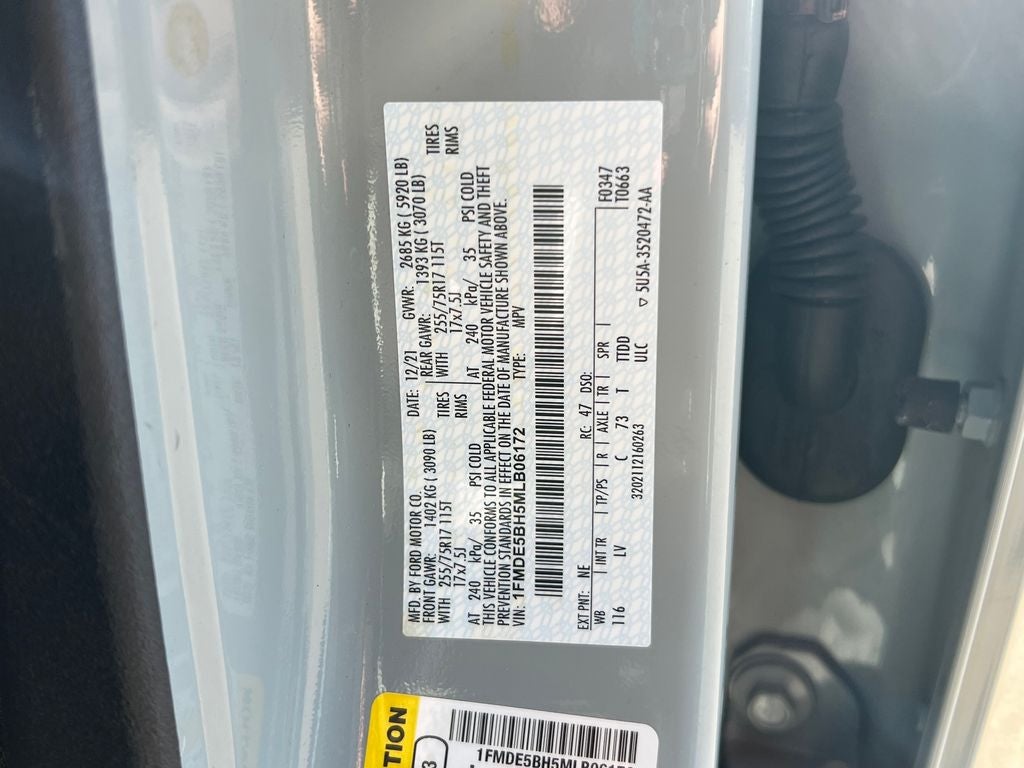 MFD. BY FORD MOTOR CO. DATE: 12/21 GVWR: 2685 KG ( 5920 LB)
FRONT GAWR: 1402 KG ( 3090 LB) REAR GAWR: 1393 KG ( 3070 LB)
WITH 255/75R17 115T TIRES WITH 255/75R17 115T TIRES
17x7.5J RIMS 17x7.5J RIMS
AT 240 kPa/ 35 PSI COLD AT 240 kPa/ 35 PSI COLD
THIS VEHICLE CONFORMS TO ALL APPLICABLE FEDERAL MOTOR VEHICLE SAFETY AND THEFT
PREVENTION STANDARDS IN EFFECT ON THE DATE OF MANUFACTURE SHOWN ABOVE.
VIN: 1FMDE5BH5MLB06172 TYPE: MPV
EXT PNT: NE RC: 47 DSO: F0347
WB | INT TR | TP/PS | R | AXLE | TR | SPR | T0663
116 LV C 73 T TTDD
3202112160263 ULC ▽ 5U5A-3520472-AA
TION
3